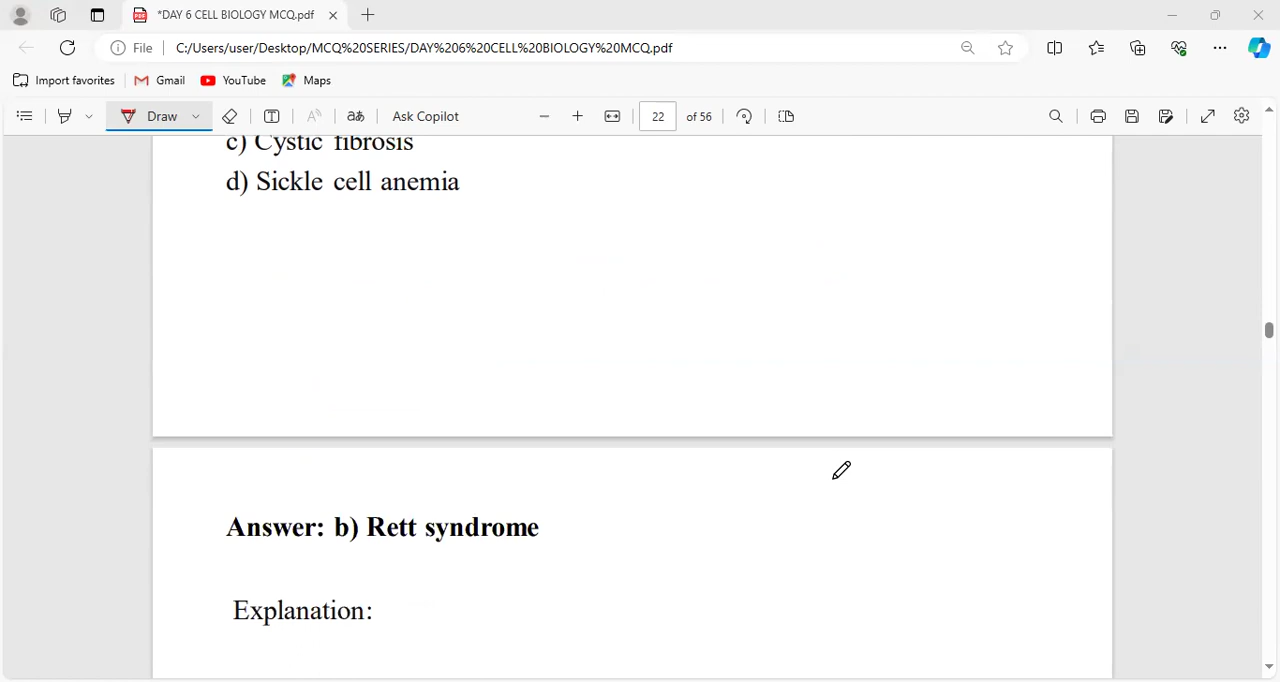 *DAY 6 CELL BIOLOGY MCQ.pdf
File
C:/Users/user/Desktop/MCQ%20SERIES/DAY%206%20CELL%20BIOLOGY%20MCQ.pdf
Import favorites
Gmail
YouTube
Maps
Draw
aあ
Ask Copilot
22
of 56
c) Cystic fibrosis
d) Sickle cell anemia
Answer: b) Rett syndrome
Explanation: